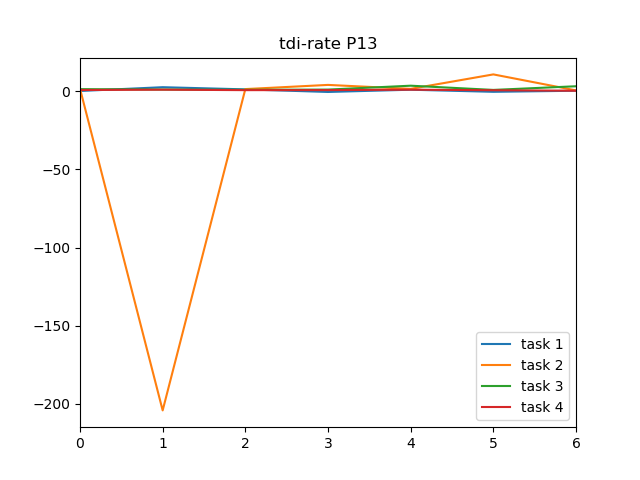 tdi-rate P13
0
−50
−100
−150
−200
0 1 2 3 4 5 6
task 1
task 2
task 3
task 4